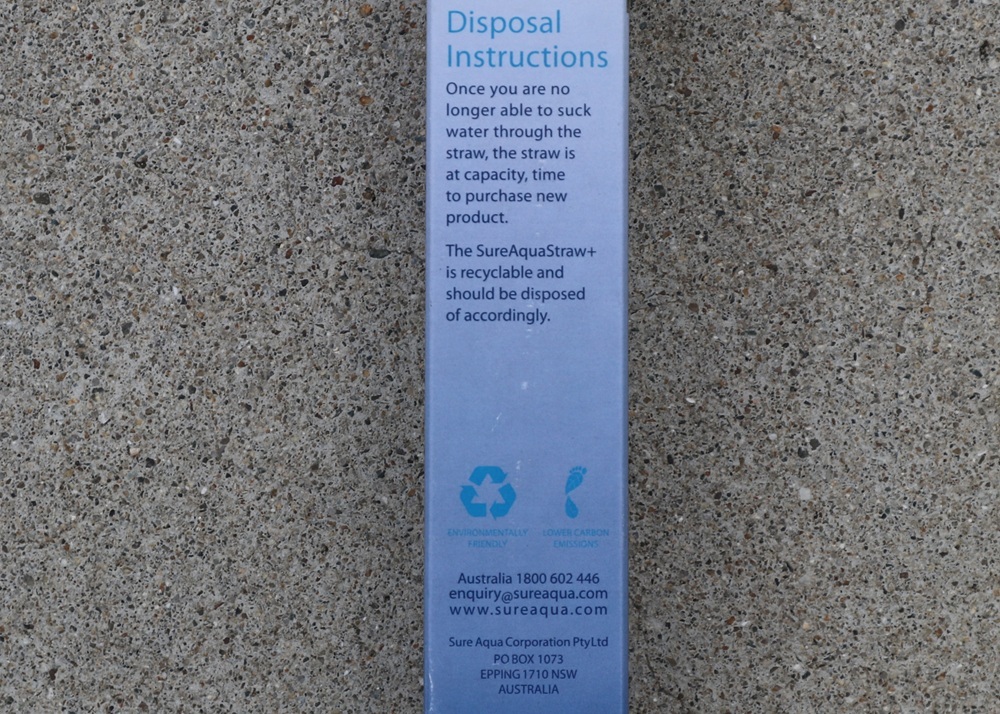 Disposal
Instructions
Once you are no
longer able to suck
water through the
straw, the straw is
at capacity, time
to purchase new
product.
The SureAquaStraw+
is recyclable and
should be disposed
of accordingly.
ENVIRONMENTALLY
FRIENDLY
LOWER CARBON
EMISSIONS
Australia 1800 602 446
enquiry@sureaqua.com
www.sureaqua.com
Sure Aqua Corporation PtyLtd
PO BOX 1073
EPPING 1710 NSW
AUSTRALIA